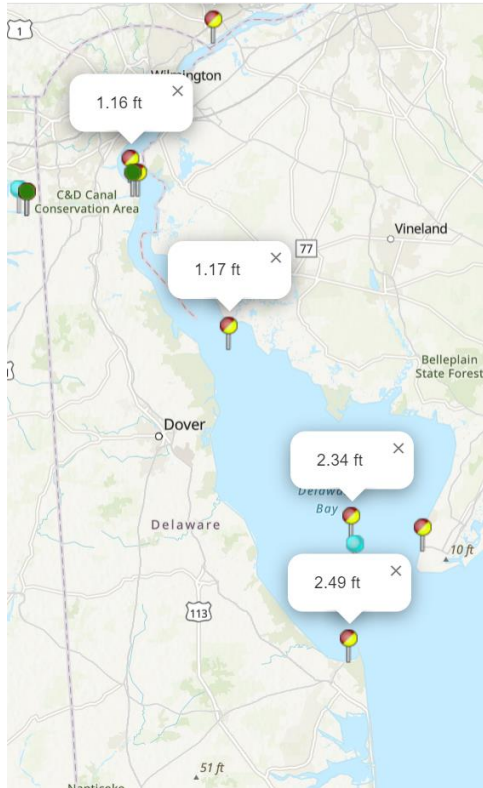 1
Wilmington
1.16 ft ×
C&D Canal
Conservation Area
Vineland
1.17 ft ×
77
Belleplain
State Forest
Dover
2.34 ft ×
Delaware
Bay
Delaware
10 ft
2.49 ft ×
113
51 ft
Nanticoke